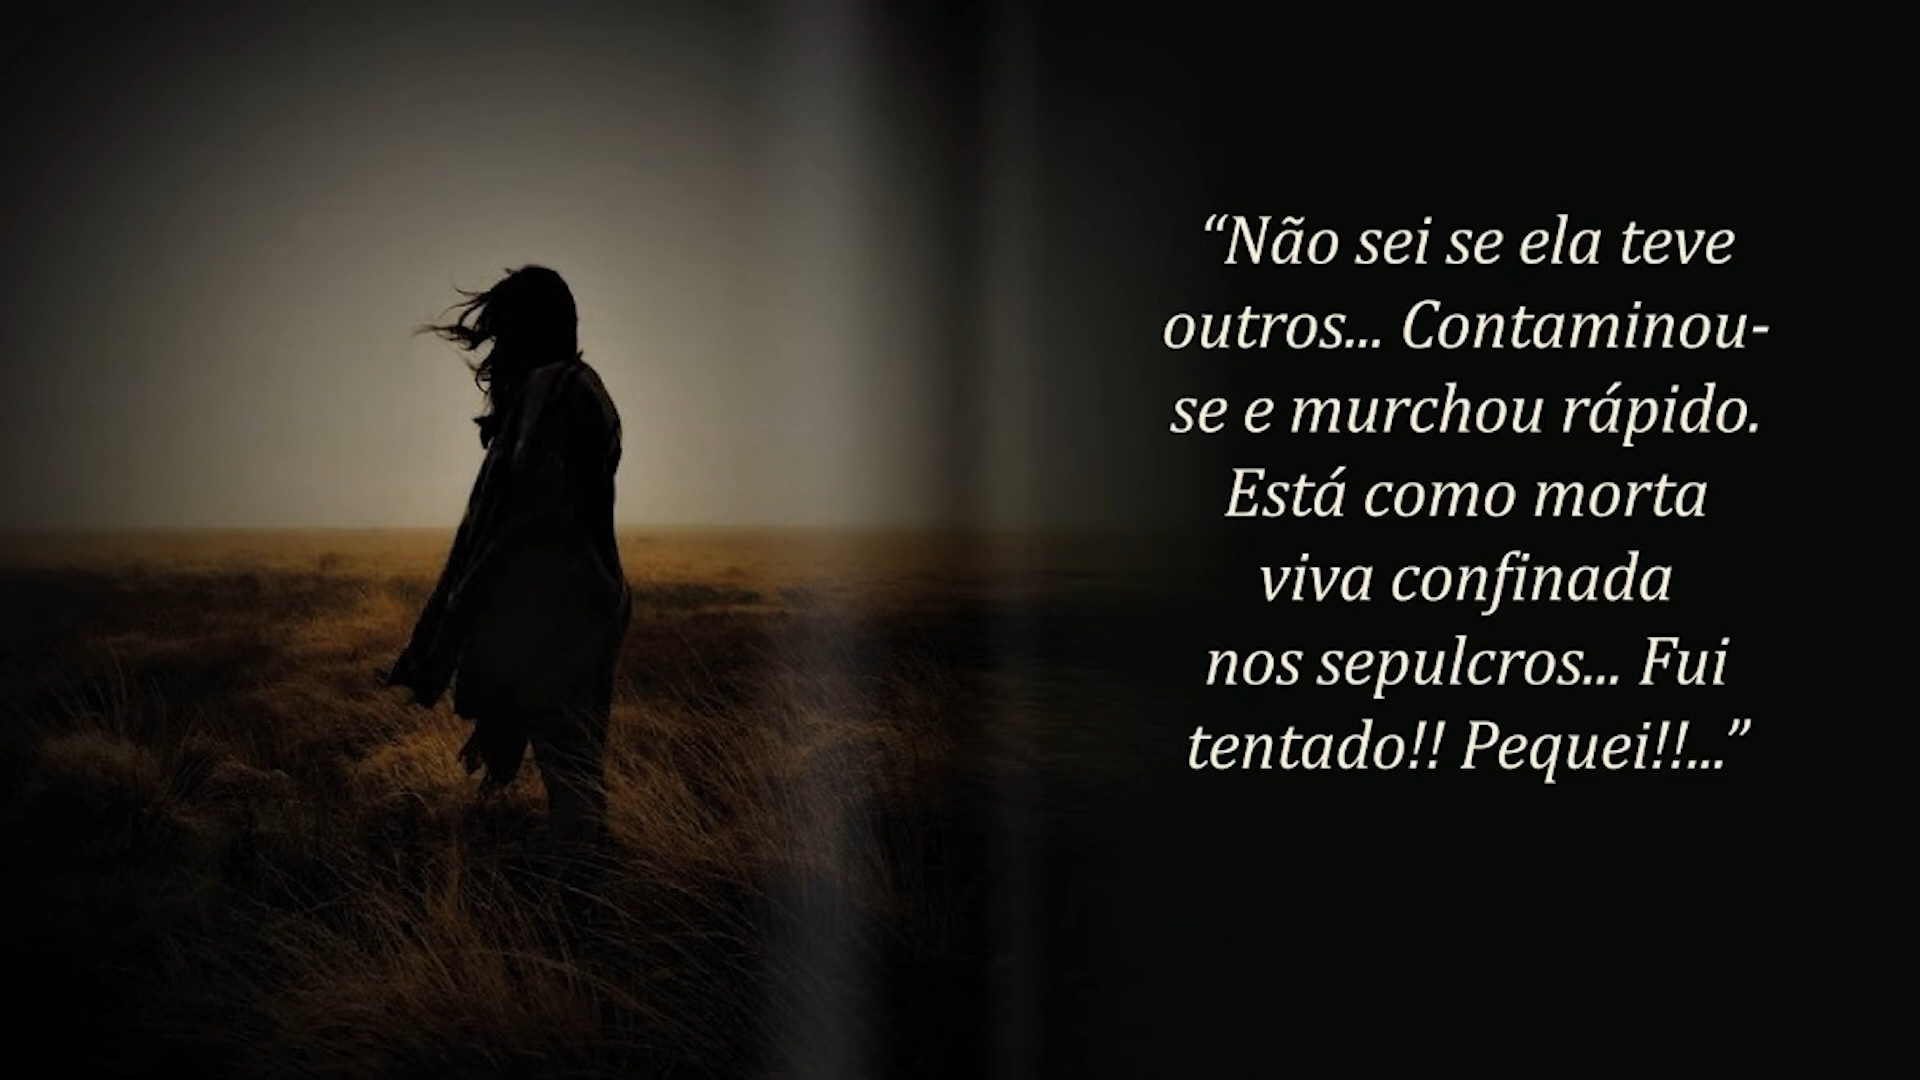 “Não sei se ela teve
outros... Contaminou-
se e murchou rápido.
Está como morta
viva confinada
nos sepulcros... Fui
tentado!! Pequei!!...”